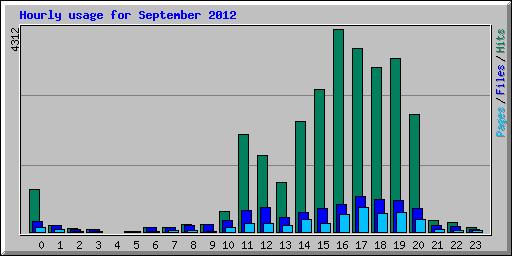 Hourly usage for September 2012
4312
0 1 2 3 4 5 6 7 8 9 10 11 12 13 14 15 16 17 18 19 20 21 22 23
Pages/Files/Hits